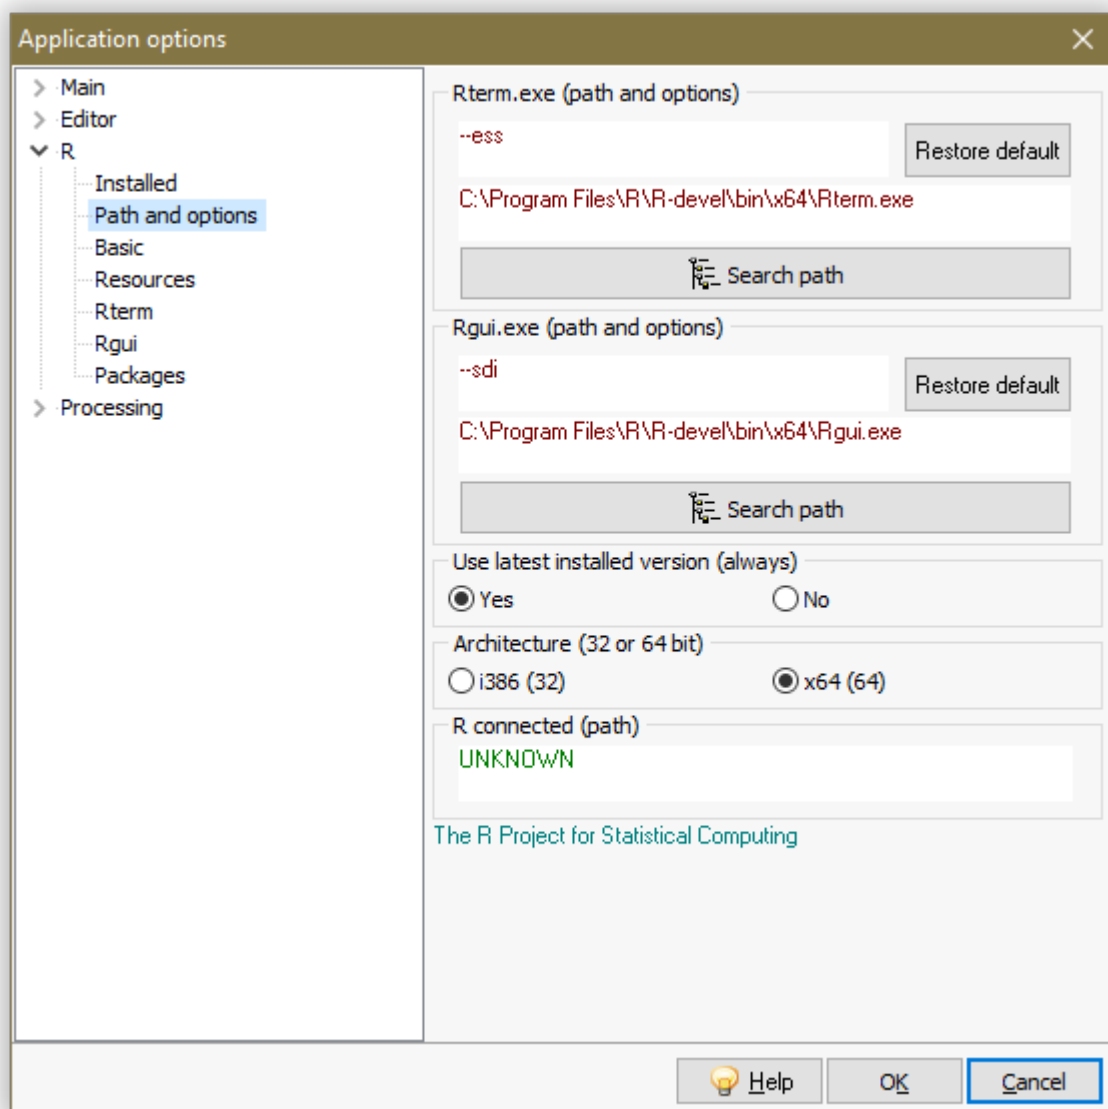 Application options
Main
Editor
R
Installed
Path and options
Basic
Resources
Rterm
Rgui
Packages
Processing
Rterm.exe (path and options)
--ess
Restore default
C:\Program Files\R\R-devel\bin\x64\Rterm.exe
Search path
Rgui.exe (path and options)
--sdi
Restore default
C:\Program Files\R\R-devel\bin\x64\Rgui.exe
Search path
Use latest installed version (always)
Yes No
Architecture (32 or 64 bit)
i386 (32) x64 (64)
R connected (path)
UNKNOWN
The R Project for Statistical Computing
Help OK Cancel